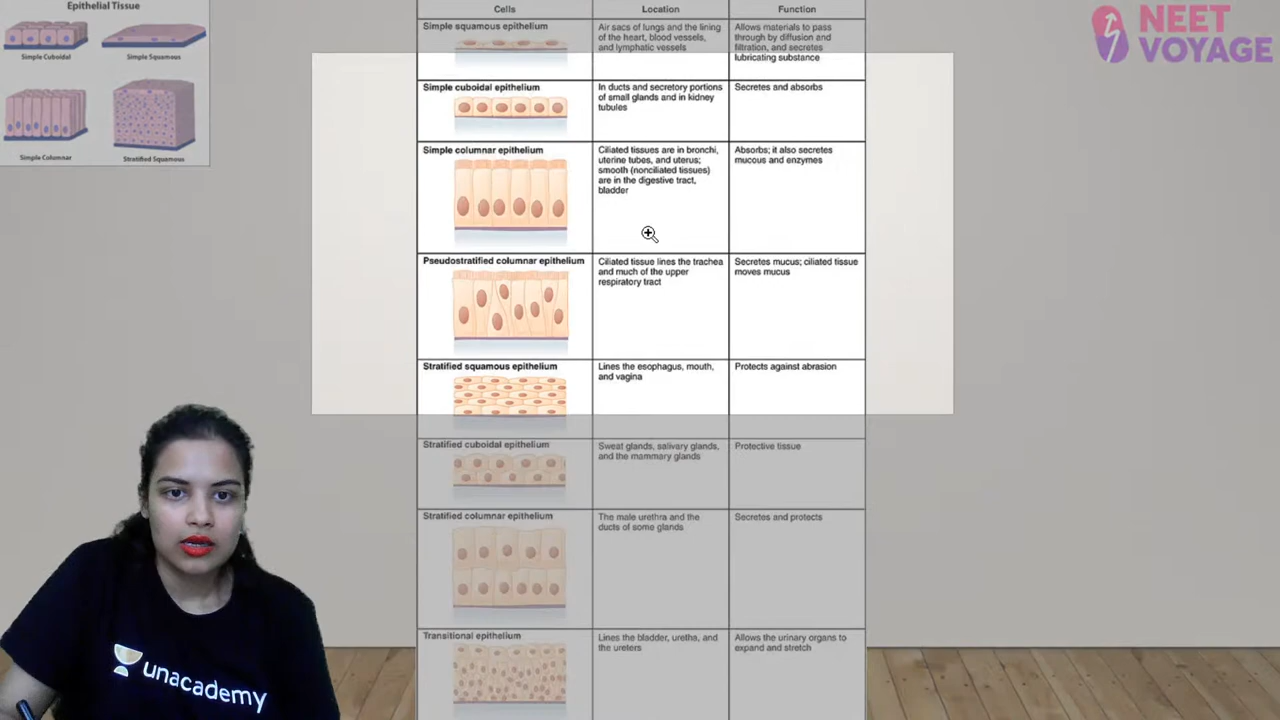 Epithelial Tissue
Simple Cuboidal
Simple Squamous
Simple Columnar
Stratified Squamous
NEET
VOYAGE
Cells
Location
Function
Simple squamous epithelium
Air sacs of lungs and the lining
of the heart, blood vessels,
and lymphatic vessels
Allows materials to pass
through by diffusion and
filtration, and secretes
lubricating substance
Simple cuboidal epithelium
In ducts and secretory portions
of small glands and in kidney
tubules
Secretes and absorbs
Simple columnar epithelium
Ciliated tissues are in bronchi,
uterine tubes, and uterus;
smooth (nonciliated tissues)
are in the digestive tract,
bladder
Absorbs; it also secretes
mucous and enzymes
Pseudostratified columnar epithelium
Ciliated tissue lines the trachea
and much of the upper
respiratory tract
Secretes mucus; ciliated tissue
moves mucus
Stratified squamous epithelium
Lines the esophagus, mouth,
and vagina
Protects against abrasion
Stratified cuboidal epithelium
Sweat glands, salivary glands,
and the mammary glands
Protective tissue
Stratified columnar epithelium
The male urethra and the
ducts of some glands
Secretes and protects
Transitional epithelium
Lines the bladder, uretha, and
the ureters
Allows the urinary organs to
expand and stretch
unacademy